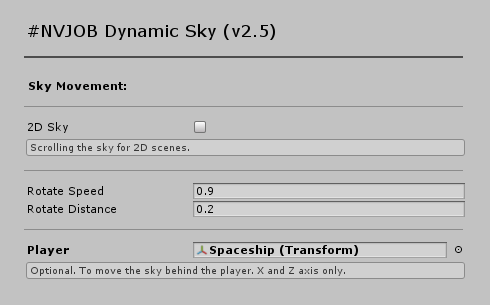 #NVJOB Dynamic Sky (v2.5)
Sky Movement:
2D Sky
Scrolling the sky for 2D scenes.
Rotate Speed 0.9
Rotate Distance 0.2
Player Spaceship (Transform)
Optional. To move the sky behind the player. X and Z axis only.